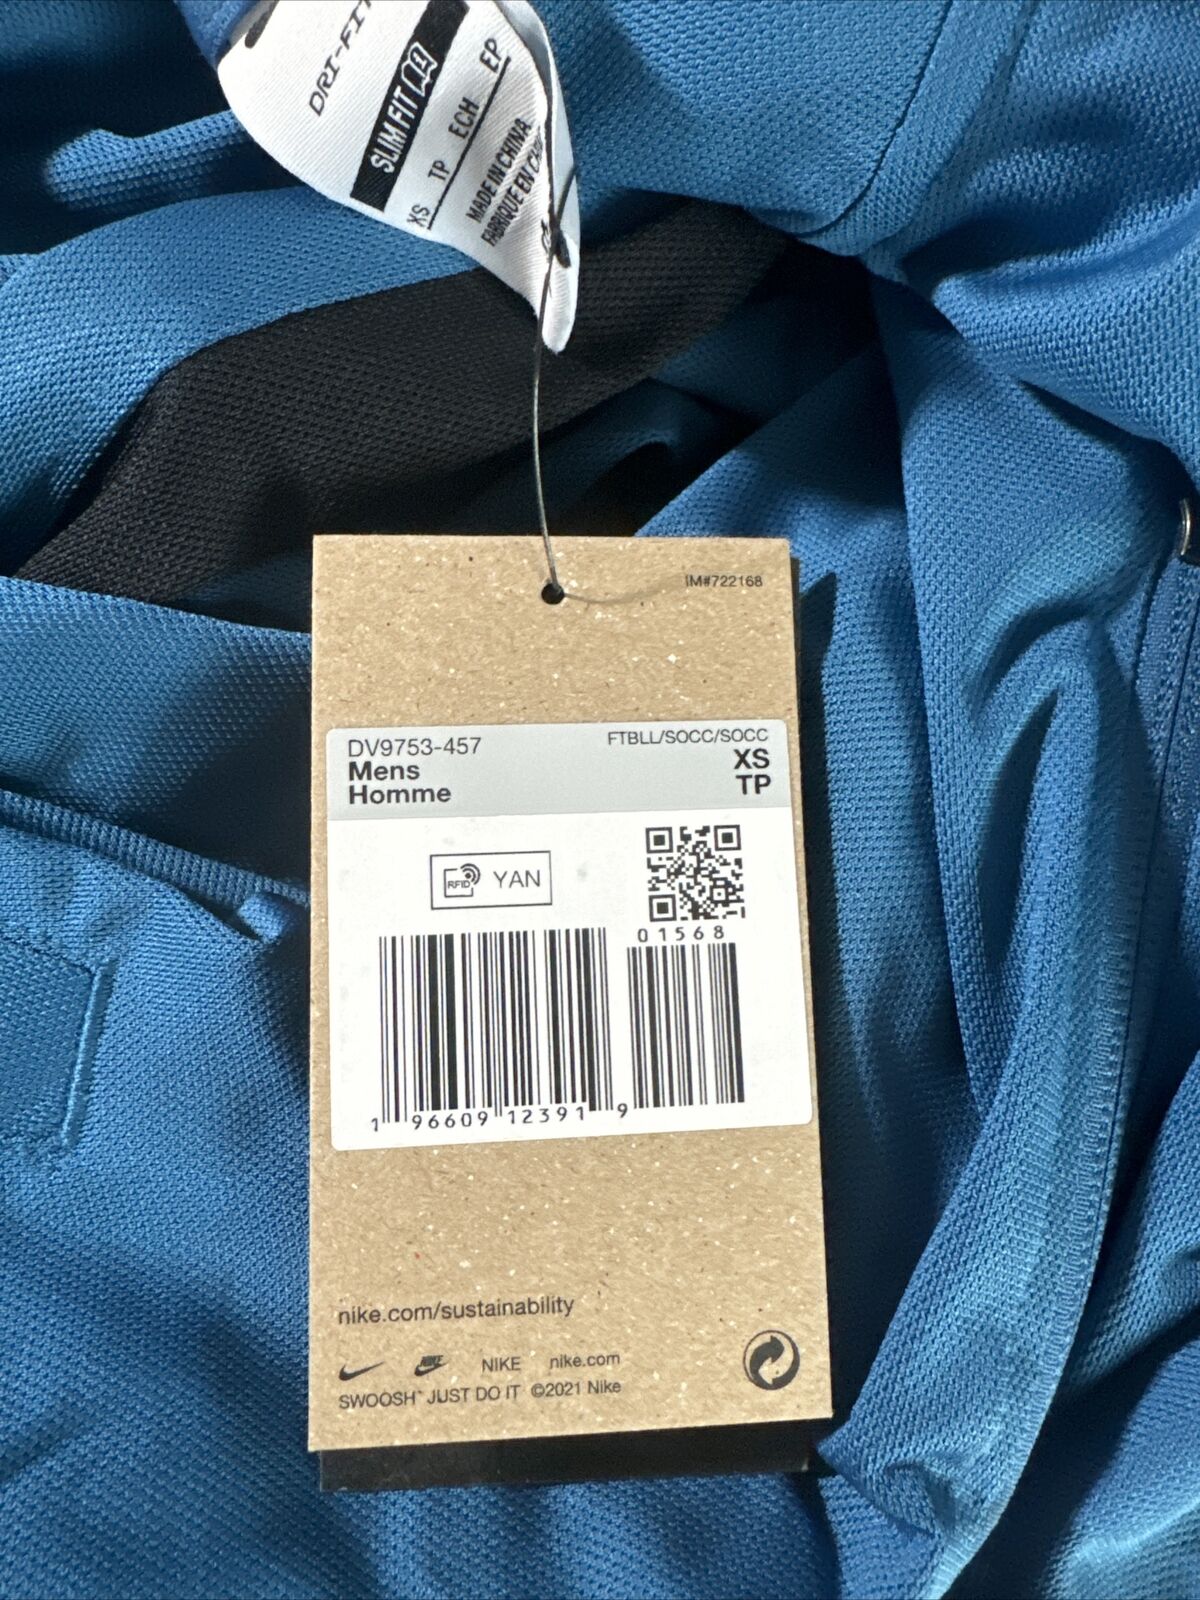 DRI-FIT
SLIM FIT
XS TP ECH EP
MADE IN CHINA
FABRIQUE EN
IM#722168
DV9753-457 FTBLL/SOCC/SOCC
Mens XS
Homme TP
RFID YAN
01568
1 96609 12391 9
nike.com/sustainability
NIKE NIKE nike.com
SWOOSH™ JUST DO IT ©2021 Nike